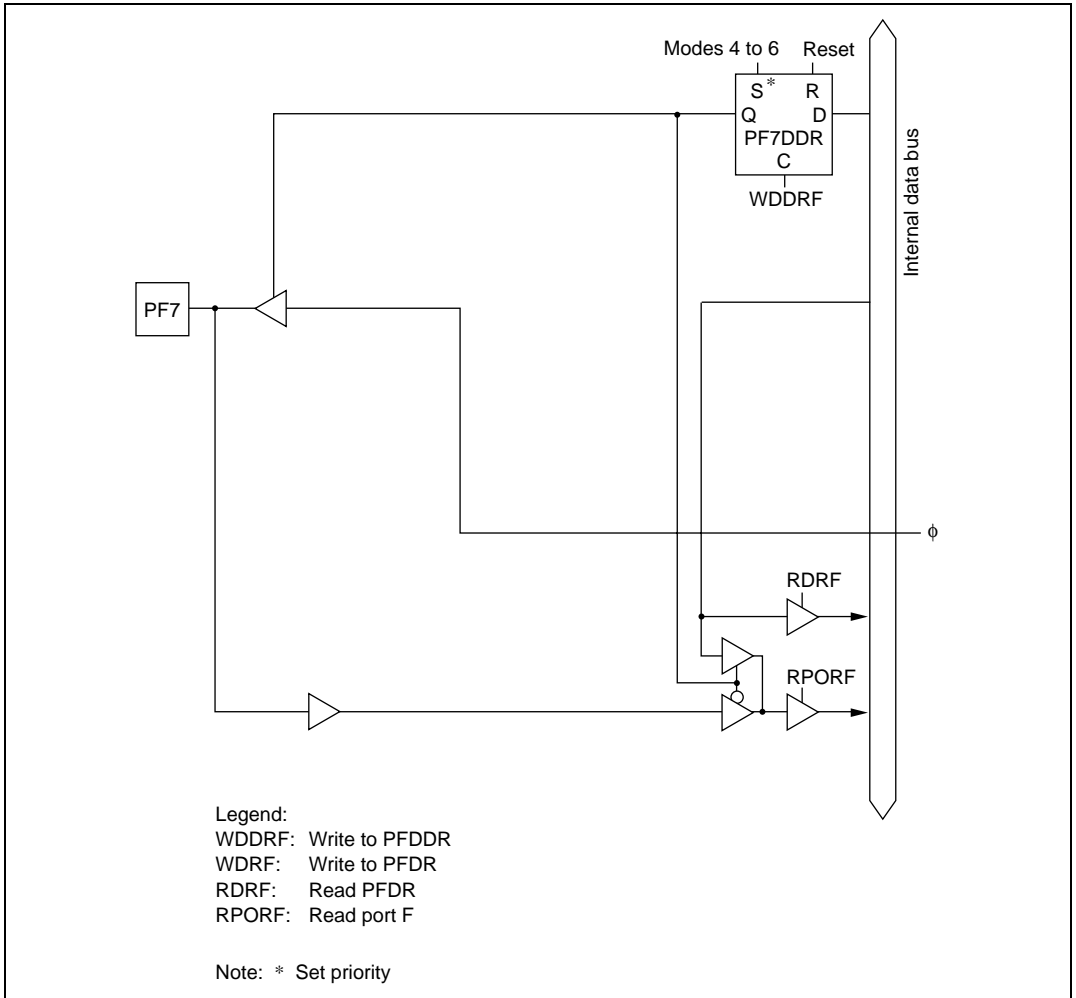 Modes 4 to 6 Reset
S* R
Q D
PF7DDR
C
WDDRF
Internal data bus
PF7
ϕ
RDRF
RPORF
Legend:
WDDRF: Write to PFDDR
WDRF: Write to PFDR
RDRF: Read PFDR
RPORF: Read port F
Note: * Set priority